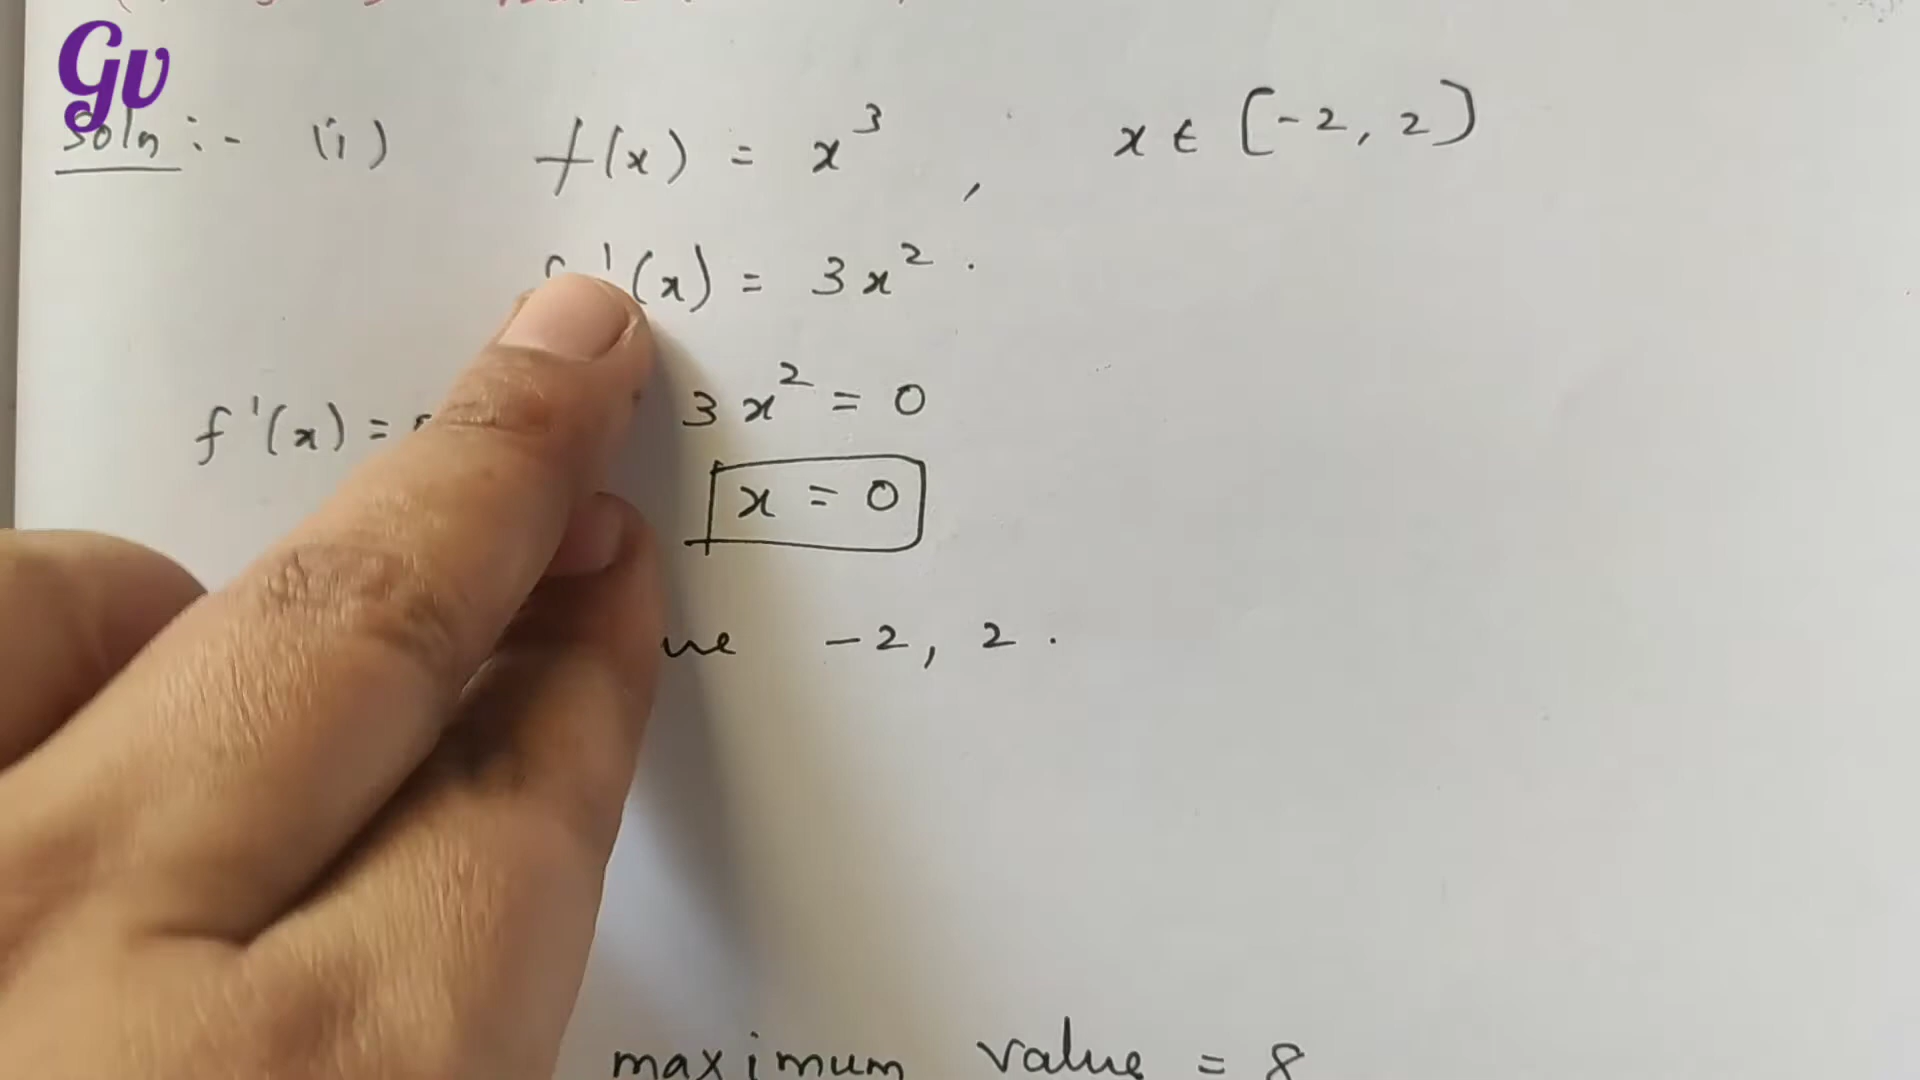 Gv
Soln :- (i) f(x) = x³ , x ∈ [-2, 2]
f'(x) = 3x² .
f'(x) = 3x² = 0
x = 0
-2, 2 .
maximum value = 8